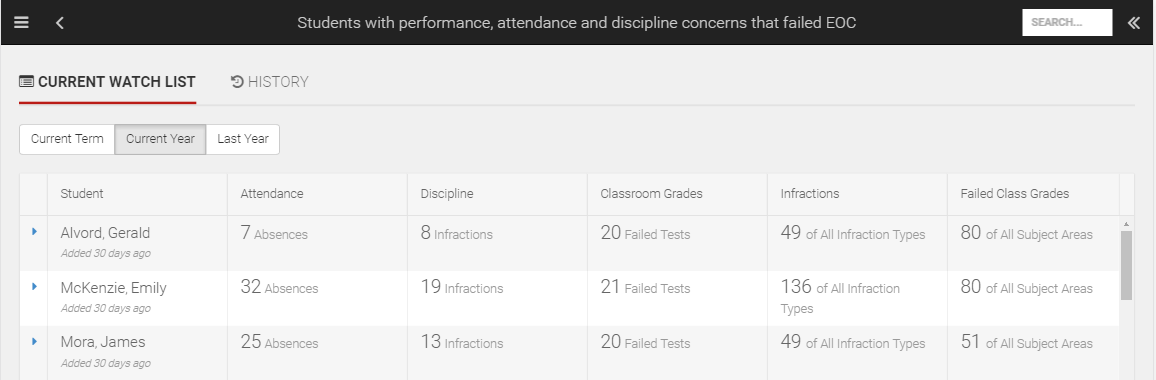 Students with performance, attendance and discipline concerns that failed EOC SEARCH...
CURRENT WATCH LIST HISTORY
Current Term Current Year Last Year
Student Attendance Discipline Classroom Grades Infractions Failed Class Grades
Alvord, Gerald 7 Absences 8 Infractions 20 Failed Tests 49 of All Infraction Types 80 of All Subject Areas
Added 30 days ago
McKenzie, Emily 32 Absences 19 Infractions 21 Failed Tests 136 of All Infraction 80 of All Subject Areas
Added 30 days ago Types
Mora, James 25 Absences 13 Infractions 20 Failed Tests 49 of All Infraction Types 51 of All Subject Areas
Added 30 days ago